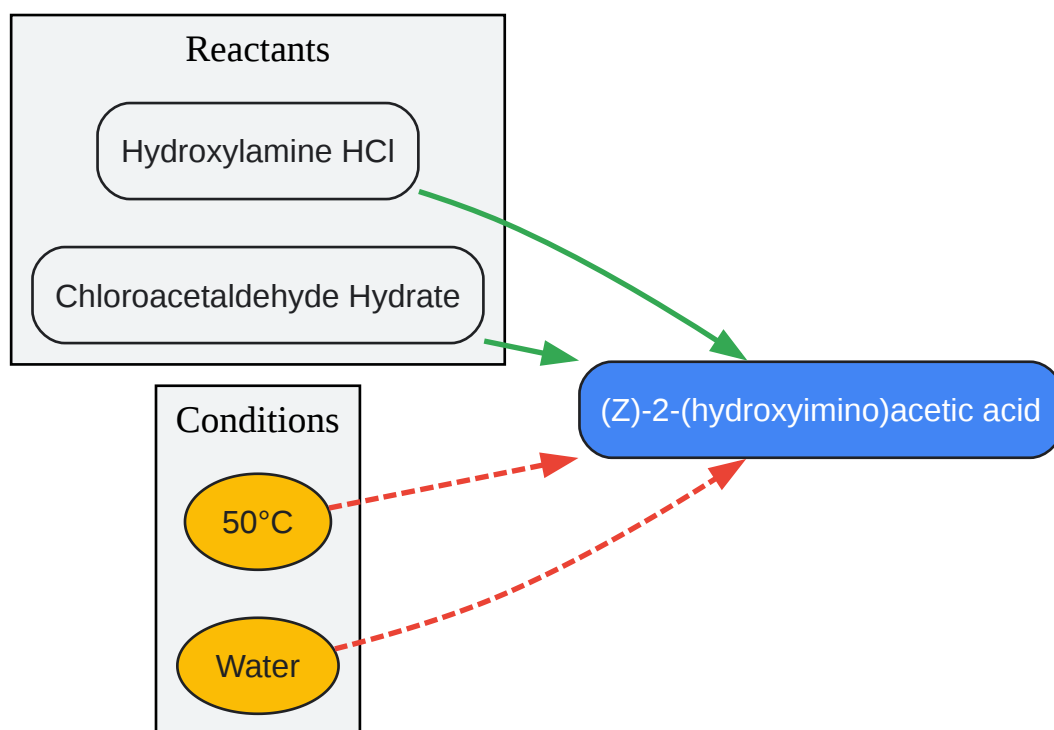 Reactants
Hydroxylamine HCl
Chloroacetaldehyde Hydrate
(Z)-2-(hydroxyimino)acetic acid
Conditions
50°C
Water